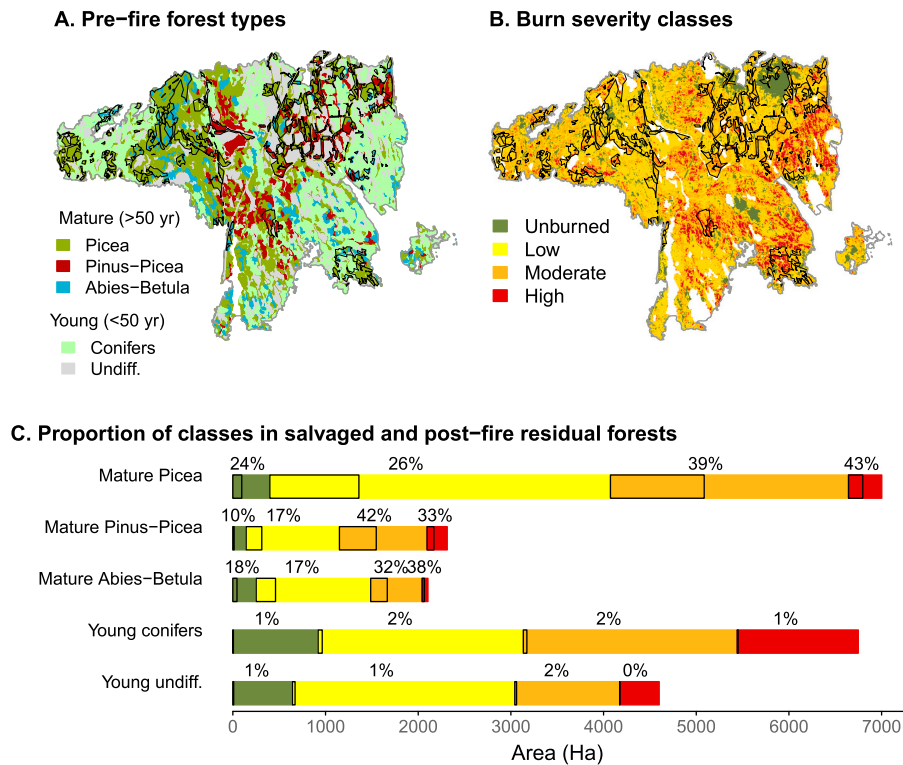 A. Pre−fire forest types
Mature (>50 yr)
Picea
Pinus−Picea
Abies−Betula
Young (<50 yr)
Conifers
Undiff.
B. Burn severity classes
Unburned
Low
Moderate
High
C. Proportion of classes in salvaged and post−fire residual forests
Mature Picea 24% 26% 39% 43%
Mature Pinus−Picea 10% 17% 42% 33%
Mature Abies−Betula 18% 17% 32% 38%
Young conifers 1% 2% 2% 1%
Young undiff. 1% 1% 2% 0%
0 1000 2000 3000 4000 5000 6000 7000
Area (Ha)